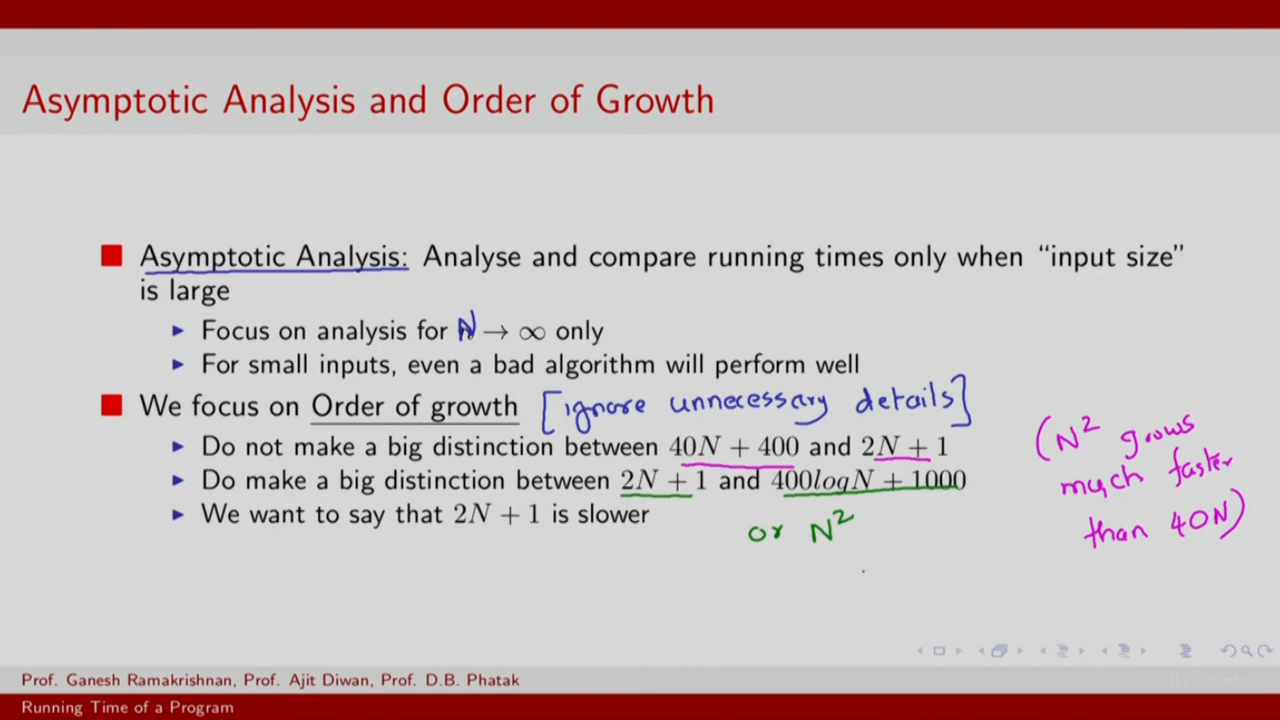 Asymptotic Analysis and Order of Growth
Asymptotic Analysis: Analyse and compare running times only when “input size”
is large
Focus on analysis for N → ∞ only
For small inputs, even a bad algorithm will perform well
We focus on Order of growth [ignore unnecessary details]
Do not make a big distinction between 40N + 400 and 2N + 1
Do make a big distinction between 2N + 1 and 400logN + 1000
We want to say that 2N + 1 is slower
or N²
(N² grows
much faster
than 40N)
Prof. Ganesh Ramakrishnan, Prof. Ajit Diwan, Prof. D.B. Phatak
Running Time of a Program